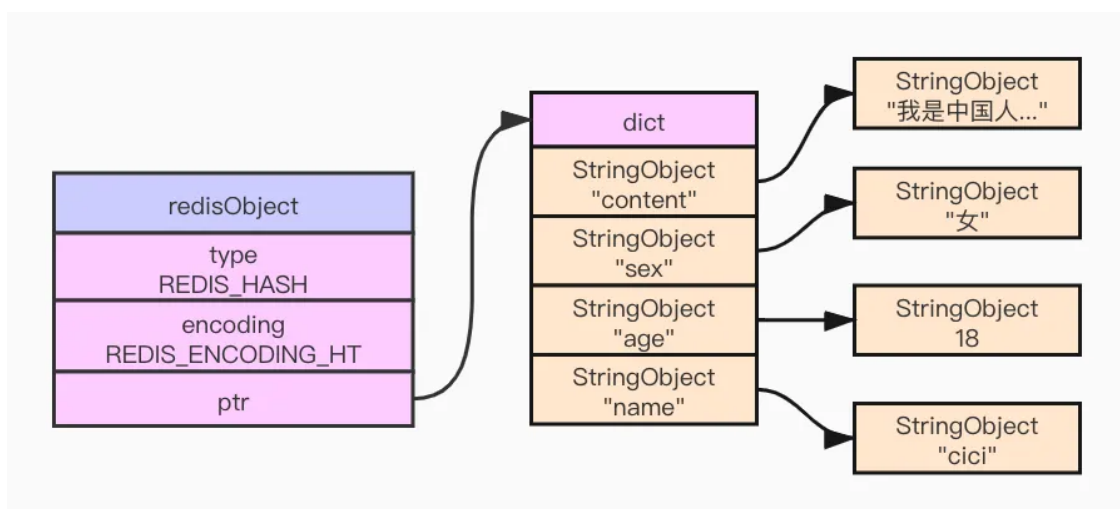 redisObject
type
REDIS_HASH
encoding
REDIS_ENCODING_HT
ptr
dict
StringObject
"content"
StringObject
"sex"
StringObject
"age"
StringObject
"name"
StringObject
"我是中国人..."
StringObject
"女"
StringObject
18
StringObject
"cici"